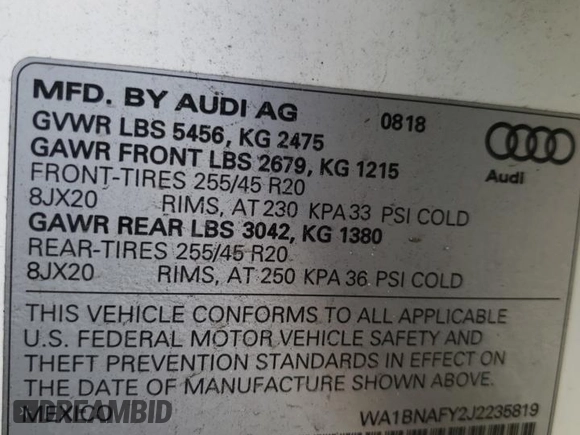 MFD. BY AUDI AG 0818
GVWR LBS 5456, KG 2475
GAWR FRONT LBS 2679, KG 1215
FRONT-TIRES 255/45 R20
8JX20 RIMS, AT 230 KPA 33 PSI COLD
GAWR REAR LBS 3042, KG 1380
REAR-TIRES 255/45 R20
8JX20 RIMS, AT 250 KPA 36 PSI COLD
Audi
THIS VEHICLE CONFORMS TO ALL APPLICABLE
U.S. FEDERAL MOTOR VEHICLE SAFETY AND
THEFT PREVENTION STANDARDS IN EFFECT ON
THE DATE OF MANUFACTURE SHOWN ABOVE.
MEXICO WA1BNAFY2J2235819
DREAMBID